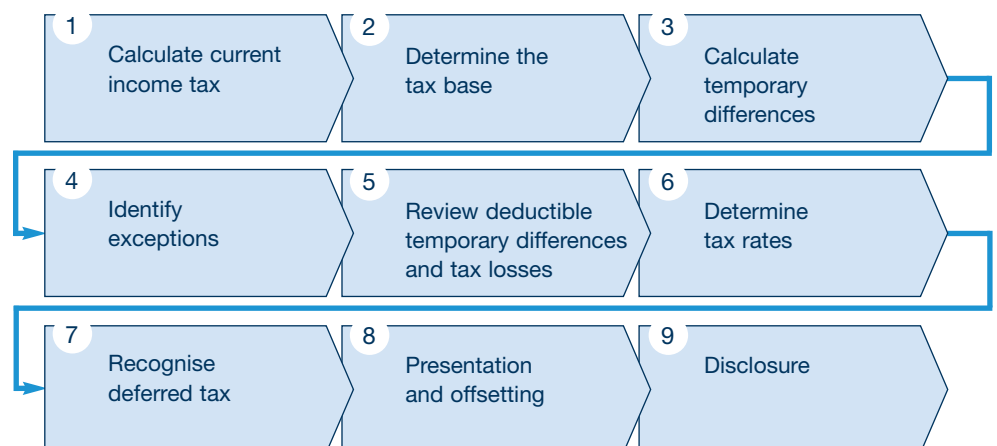 1
Calculate current
income tax
2
Determine the
tax base
3
Calculate
temporary
differences
4
Identify
exceptions
5
Review deductible
temporary differences
and tax losses
6
Determine
tax rates
7
Recognise
deferred tax
8
Presentation
and offsetting
9
Disclosure